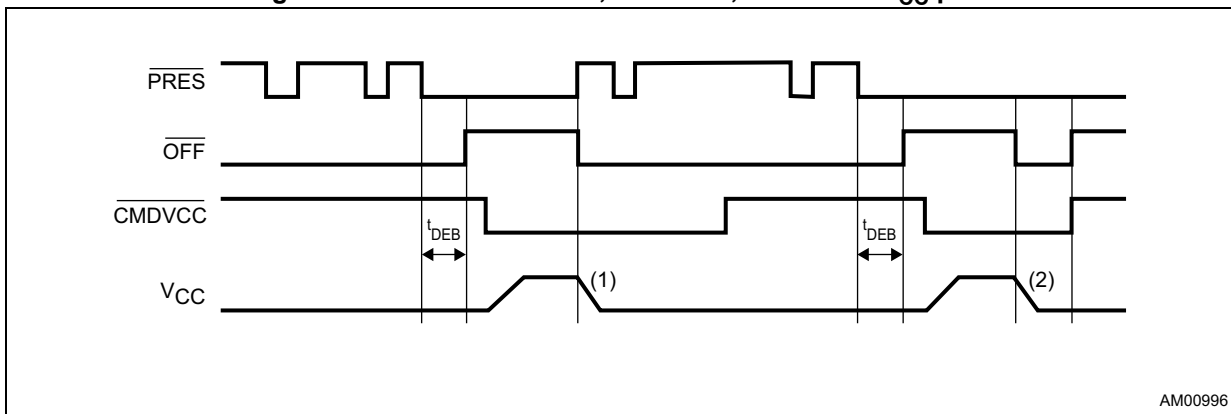 PRES
OFF
CMDVCC
tDEB
tDEB
VCC
(1)
(2)
AM00996